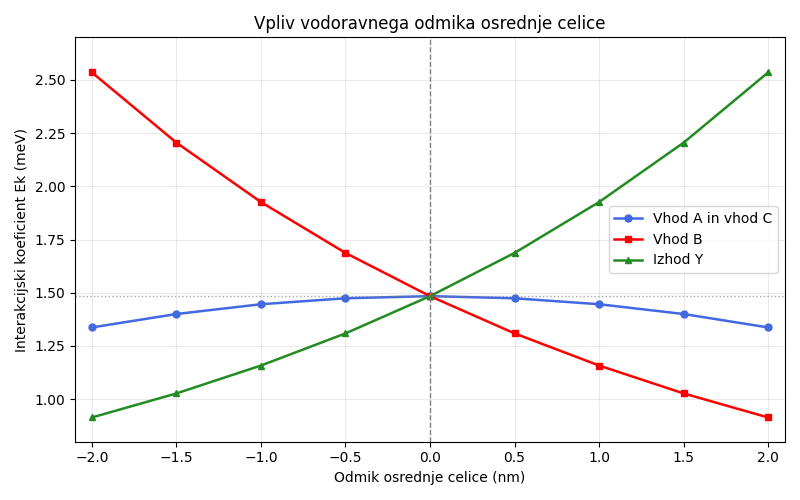 Vpliv vodoravnega odmika osrednje celice
Interakcijski koeficient Ek (meV)
2.50
2.25
2.00
1.75
1.50
1.25
1.00
Vhod A in vhod C
Vhod B
Izhod Y
−2.0 −1.5 −1.0 −0.5 0.0 0.5 1.0 1.5 2.0
Odmik osrednje celice (nm)